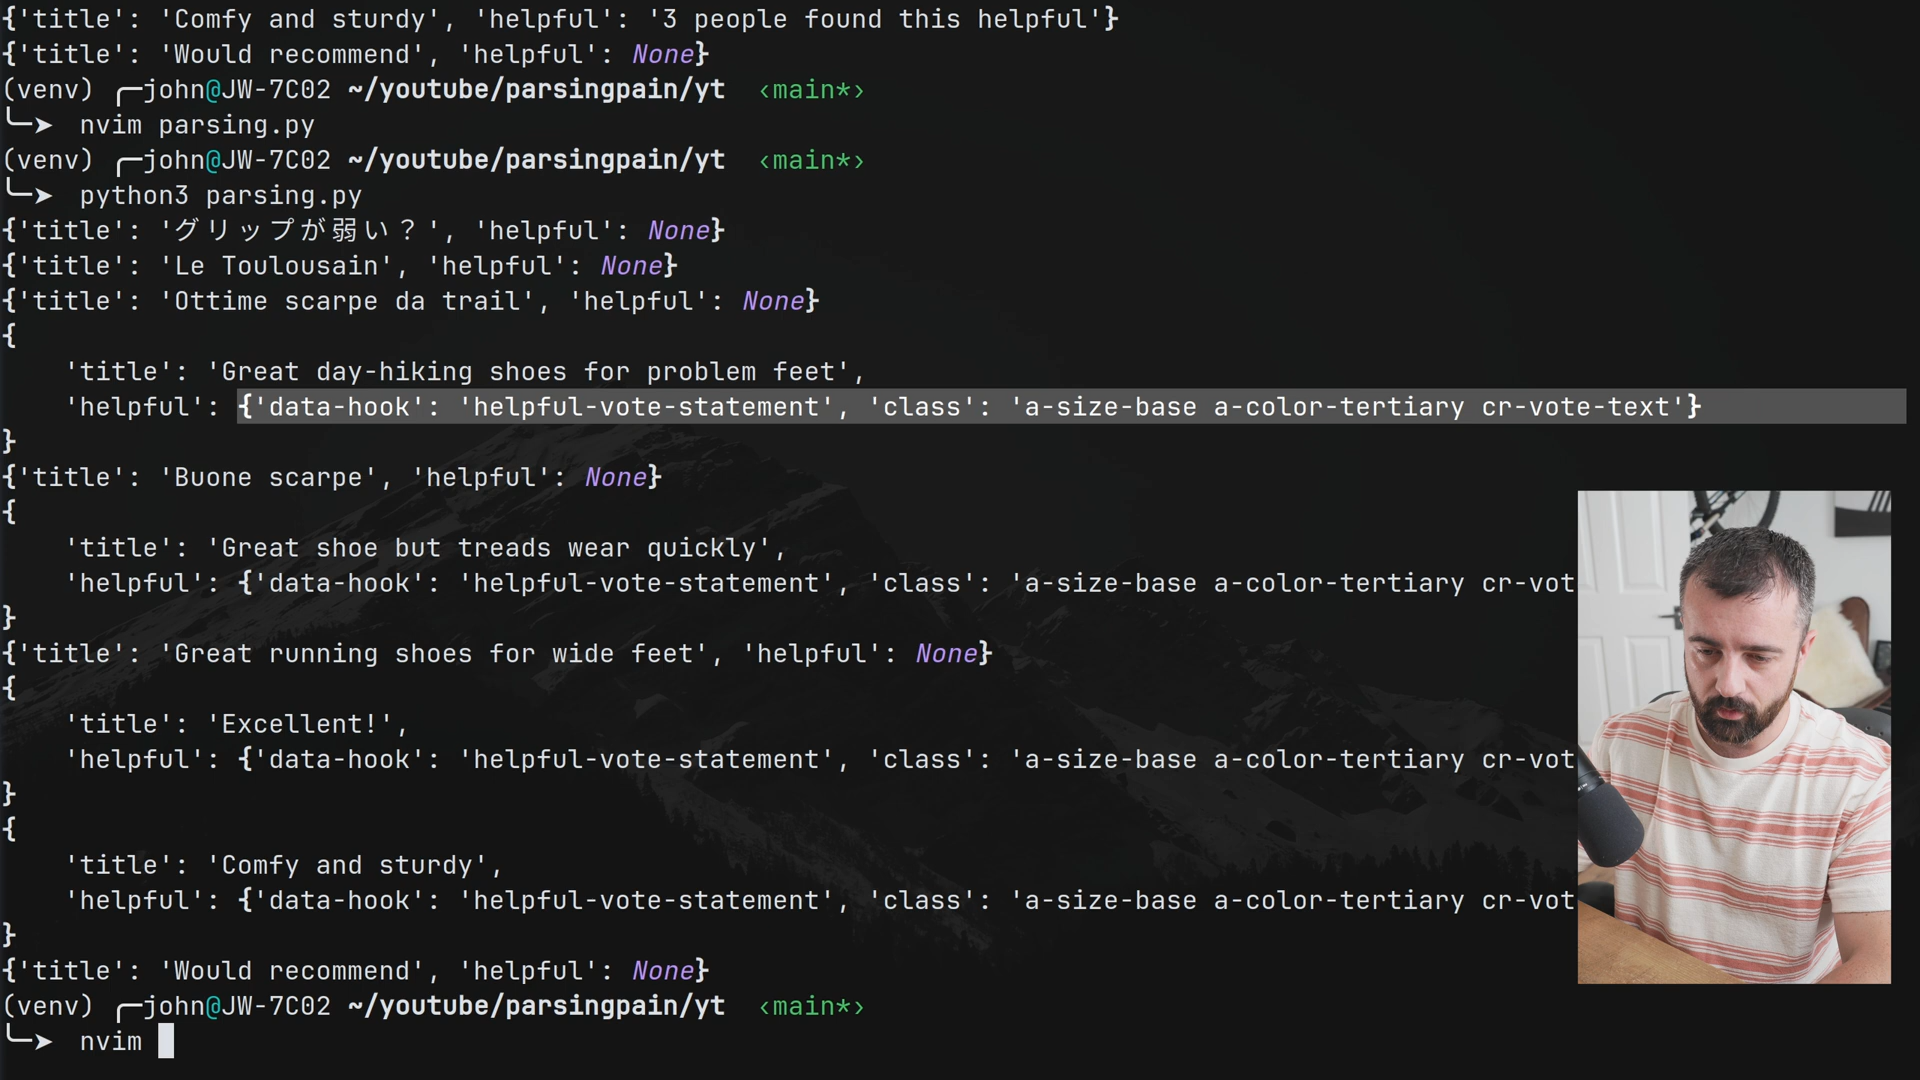 {'title': 'Comfy and sturdy', 'helpful': '3 people found this helpful'}
{'title': 'Would recommend', 'helpful': None}
(venv) ╭─john@JW-7C02 ~/youtube/parsingpain/yt ‹main*›
╰─➤ nvim parsing.py
(venv) ╭─john@JW-7C02 ~/youtube/parsingpain/yt ‹main*›
╰─➤ python3 parsing.py
{'title': 'グリップが弱い？', 'helpful': None}
{'title': 'Le Toulousain', 'helpful': None}
{'title': 'Ottime scarpe da trail', 'helpful': None}
{
'title': 'Great day-hiking shoes for problem feet',
'helpful': {'data-hook': 'helpful-vote-statement', 'class': 'a-size-base a-color-tertiary cr-vote-text'}
}
{'title': 'Buone scarpe', 'helpful': None}
{
'title': 'Great shoe but treads wear quickly',
'helpful': {'data-hook': 'helpful-vote-statement', 'class': 'a-size-base a-color-tertiary cr-vot
}
{'title': 'Great running shoes for wide feet', 'helpful': None}
{
'title': 'Excellent!',
'helpful': {'data-hook': 'helpful-vote-statement', 'class': 'a-size-base a-color-tertiary cr-vot
}
{
'title': 'Comfy and sturdy',
'helpful': {'data-hook': 'helpful-vote-statement', 'class': 'a-size-base a-color-tertiary cr-vot
}
{'title': 'Would recommend', 'helpful': None}
(venv) ╭─john@JW-7C02 ~/youtube/parsingpain/yt ‹main*›
╰─➤ nvim